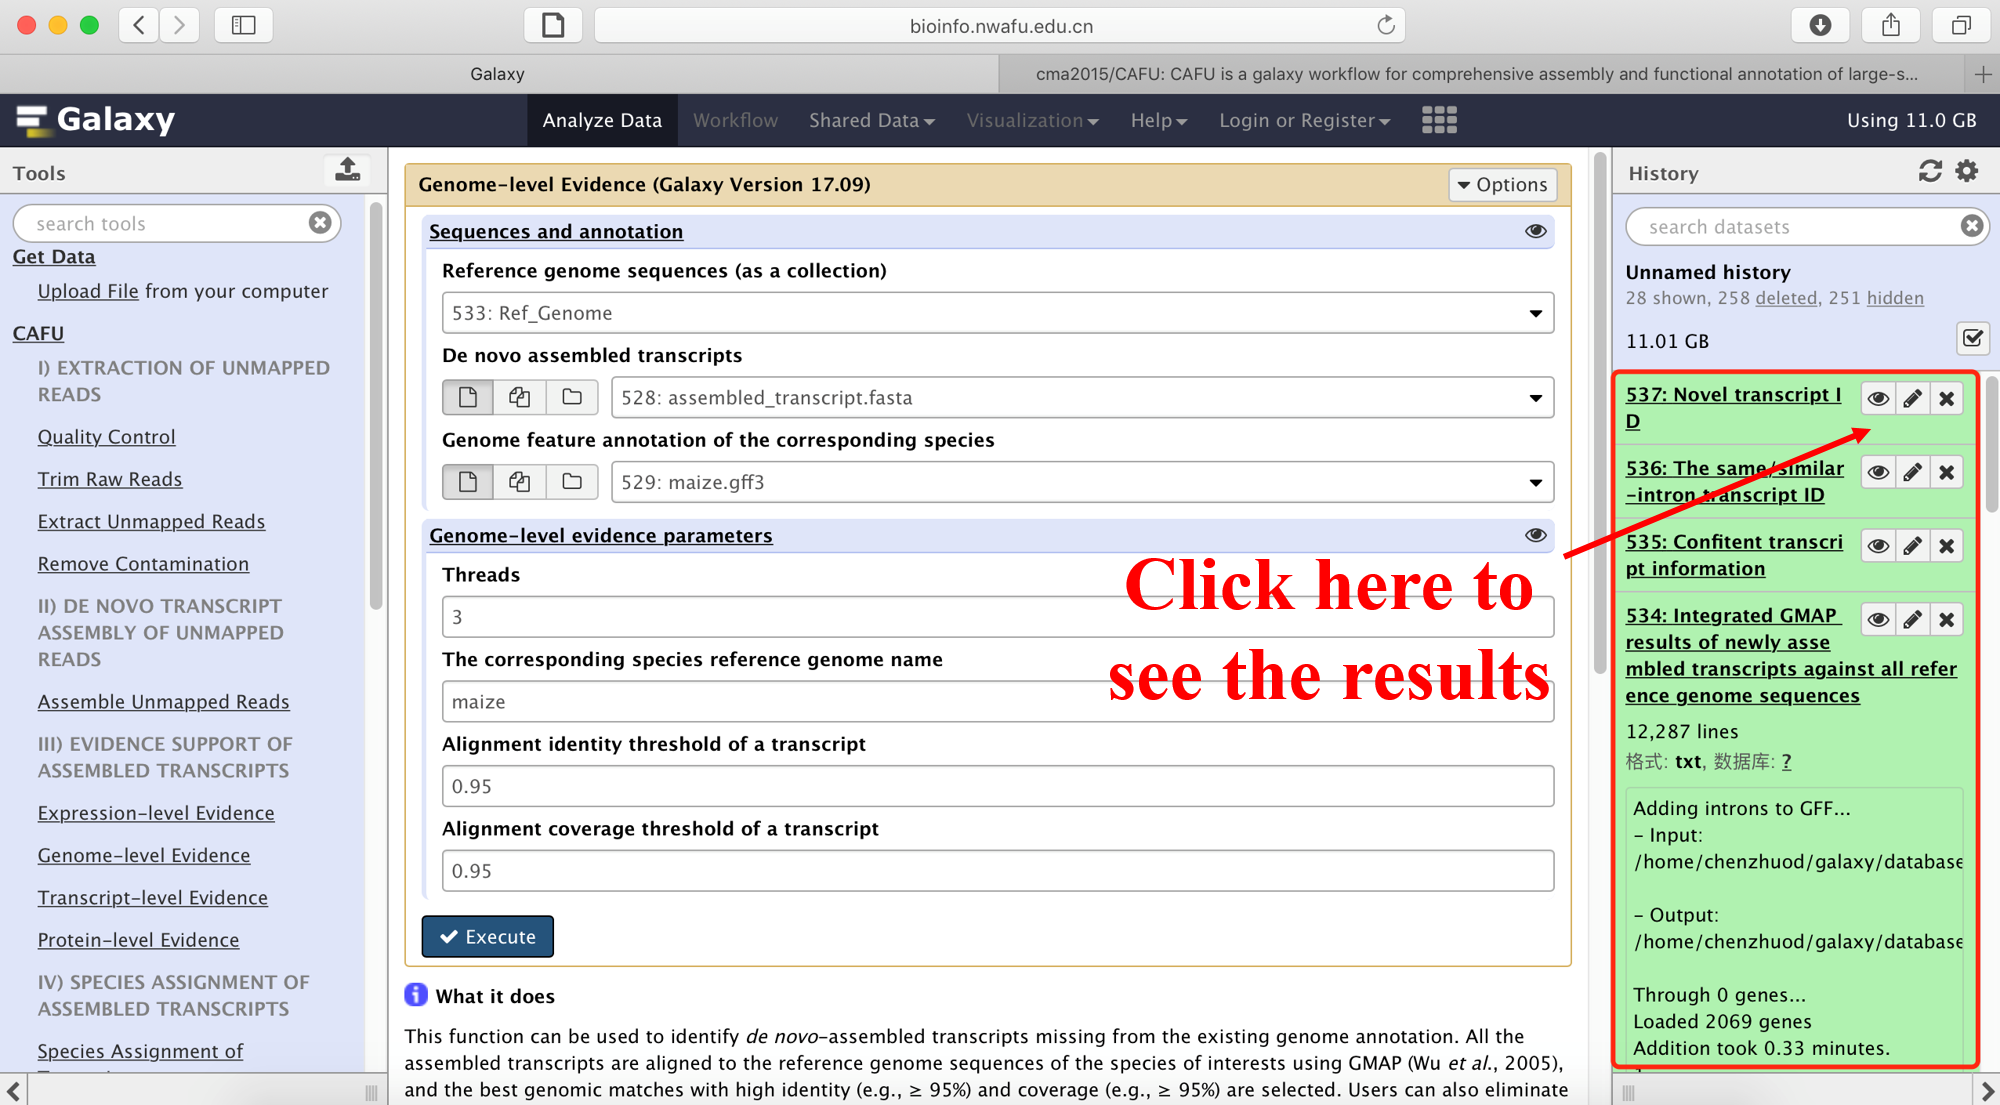 bioinfo.nwafu.edu.cn
Galaxy
cma2015/CAFU: CAFU is a galaxy workflow for comprehensive assembly and functional annotation of large-s...
Galaxy
Analyze Data
Workflow
Shared Data
Visualization
Help
Login or Register
Using 11.0 GB
Tools
search tools
Get Data
Upload File from your computer
CAFU
I) EXTRACTION OF UNMAPPED
READS
Quality Control
Trim Raw Reads
Extract Unmapped Reads
Remove Contamination
II) DE NOVO TRANSCRIPT
ASSEMBLY OF UNMAPPED
READS
Assemble Unmapped Reads
III) EVIDENCE SUPPORT OF
ASSEMBLED TRANSCRIPTS
Expression-level Evidence
Genome-level Evidence
Transcript-level Evidence
Protein-level Evidence
IV) SPECIES ASSIGNMENT OF
ASSEMBLED TRANSCRIPTS
Species Assignment of
Genome-level Evidence (Galaxy Version 17.09)
Options
Sequences and annotation
Reference genome sequences (as a collection)
533: Ref_Genome
De novo assembled transcripts
528: assembled_transcript.fasta
Genome feature annotation of the corresponding species
529: maize.gff3
Genome-level evidence parameters
Threads
3
The corresponding species reference genome name
maize
Alignment identity threshold of a transcript
0.95
Alignment coverage threshold of a transcript
0.95
Execute
Click here to
see the results
What it does
This function can be used to identify de novo-assembled transcripts missing from the existing genome annotation. All the
assembled transcripts are aligned to the reference genome sequences of the species of interests using GMAP (Wu et al., 2005),
and the best genomic matches with high identity (e.g., ≥ 95%) and coverage (e.g., ≥ 95%) are selected. Users can also eliminate
History
search datasets
Unnamed history
28 shown, 258 deleted, 251 hidden
11.01 GB
537: Novel transcript I
D
536: The same/similar
-intron transcript ID
535: Confitent transcri
pt information
534: Integrated GMAP
results of newly asse
mbled transcripts against all refer
ence genome sequences
12,287 lines
格式: txt, 数据库: ?
Adding introns to GFF...
- Input:
/home/chenzhuod/galaxy/database
- Output:
/home/chenzhuod/galaxy/database
Through 0 genes...
Loaded 2069 genes
Addition took 0.33 minutes.